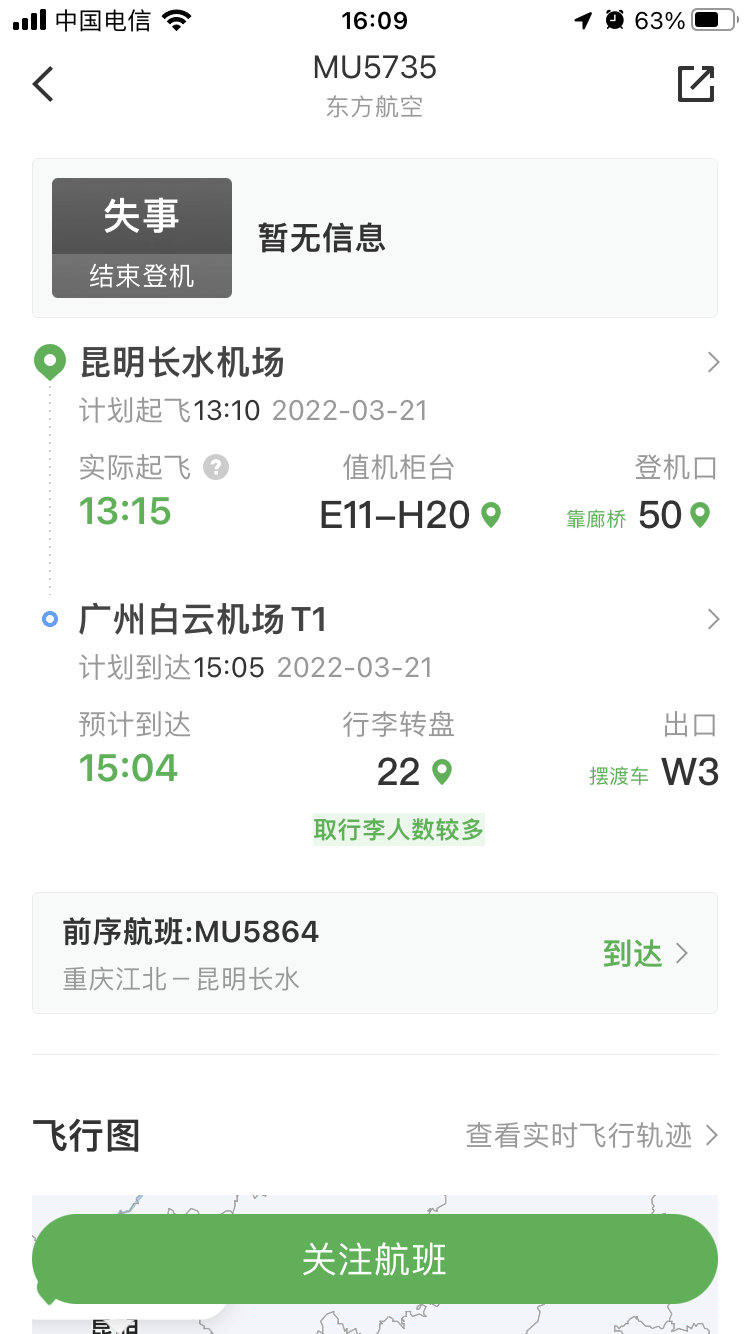 中国电信 16:09 63%
MU5735
东方航空
失事
结束登机
暂无信息
昆明长水机场
计划起飞13:10 2022-03-21
实际起飞 ? 值机柜台 登机口
13:15 E11-H20 靠廊桥 50
广州白云机场 T1
计划到达15:05 2022-03-21
预计到达 行李转盘 出口
15:04 22 摆渡车 W3
取行李人数较多
前序航班:MU5864
重庆江北－昆明长水
到达
飞行图 查看实时飞行轨迹
关注航班